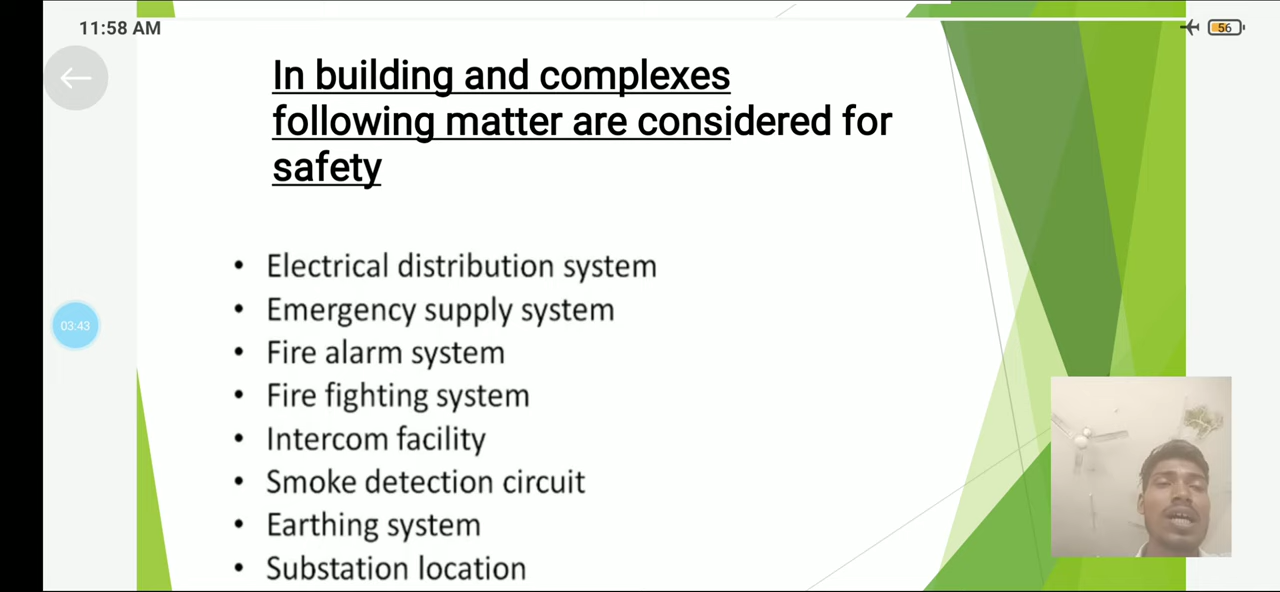 11:58 AM
56
In building and complexes
following matter are considered for
safety
03:43
• Electrical distribution system
• Emergency supply system
• Fire alarm system
• Fire fighting system
• Intercom facility
• Smoke detection circuit
• Earthing system
• Substation location